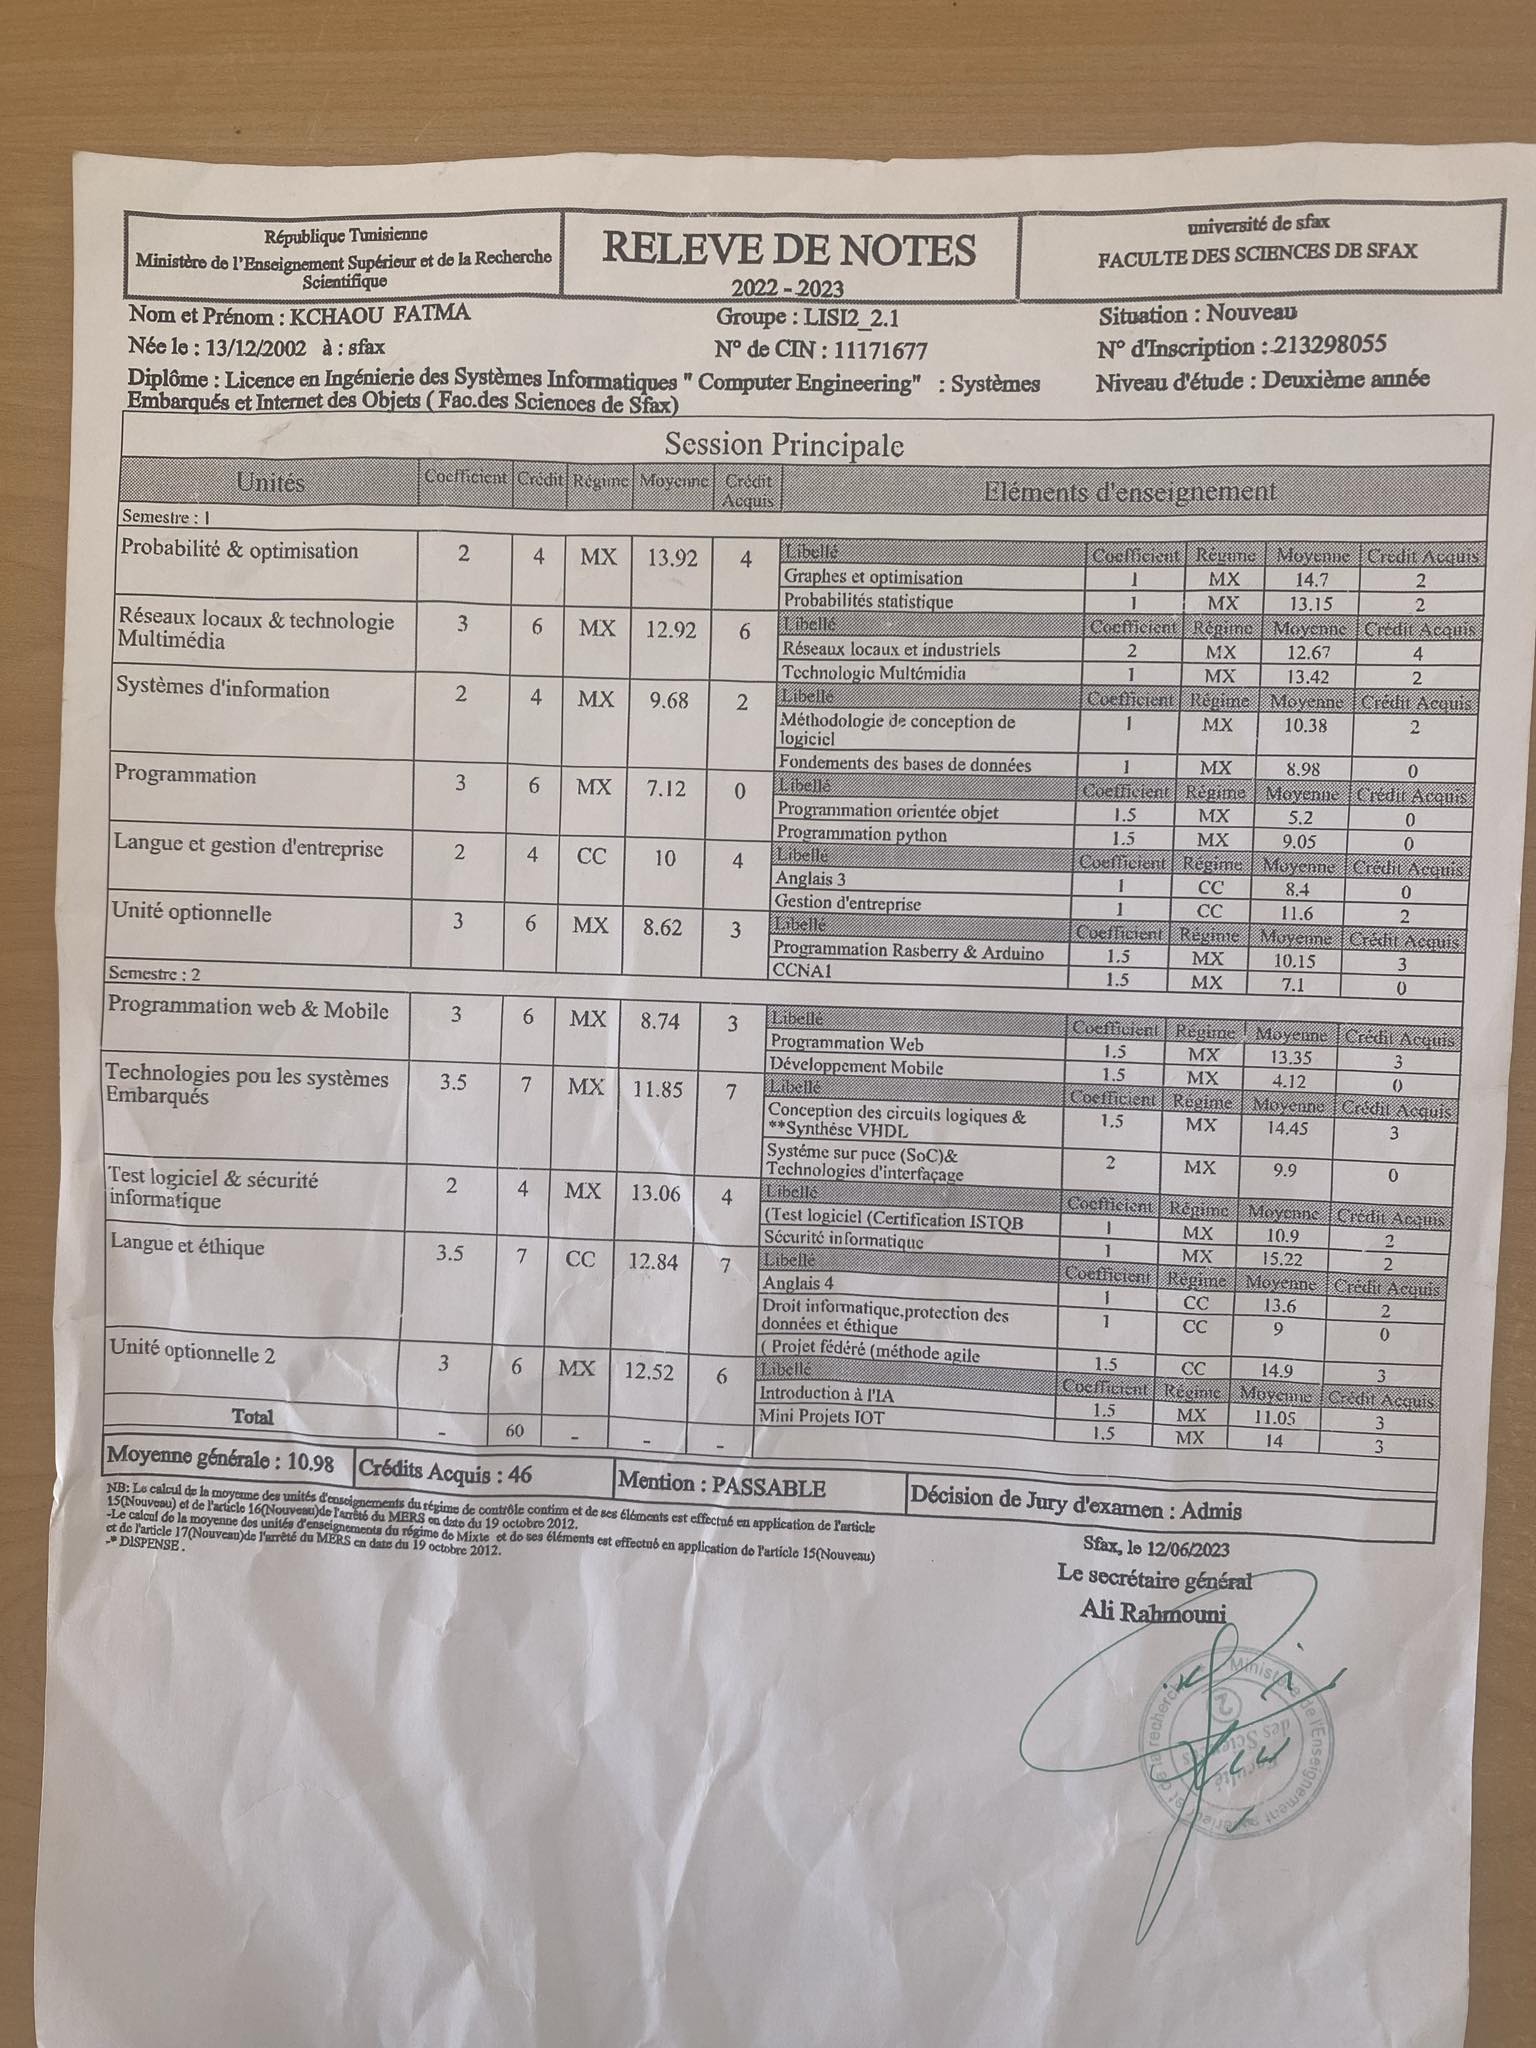 République Tunisienne
Ministère de l'Enseignement Supérieur et de la Recherche
Scientifique
RELEVE DE NOTES
2022 - 2023
université de sfax
FACULTE DES SCIENCES DE SFAX
Nom et Prénom : KCHAOU FATMA
Groupe : LISI2_2.1
Situation : Nouveau
Née le : 13/12/2002 à : sfax
N° de CIN : 11171677
N° d'Inscription : 213298055
Diplôme : Licence en Ingénierie des Systèmes Informatiques " Computer Engineering" : Systèmes
Embarqués et Internet des Objets ( Fac.des Sciences de Sfax)
Niveau d'étude : Deuxième année
Session Principale
Unités Coefficient Crédit Régime Moyenne Crédit Acquis Eléments d'enseignement
Semestre : 1
Probabilité & optimisation 2 4 MX 13.92 4
Libellé Coefficient Régime Moyenne Crédit Acquis
Graphes et optimisation 1 MX 14.7 2
Probabilités statistique 1 MX 13.15 2
Réseaux locaux & technologie
Multimédia 3 6 MX 12.92 6
Libellé Coefficient Régime Moyenne Crédit Acquis
Réseaux locaux et industriels 2 MX 12.67 4
Technologie Multémidia 1 MX 13.42 2
Systèmes d'information 2 4 MX 9.68 2
Libellé Coefficient Régime Moyenne Crédit Acquis
Méthodologie de conception de
logiciel 1 MX 10.38 2
Fondements des bases de données 1 MX 8.98 0
Programmation 3 6 MX 7.12 0
Libellé Coefficient Régime Moyenne Crédit Acquis
Programmation orientée objet 1.5 MX 5.2 0
Programmation python 1.5 MX 9.05 0
Langue et gestion d'entreprise 2 4 CC 10 4
Libellé Coefficient Régime Moyenne Crédit Acquis
Anglais 3 1 CC 8.4 0
Gestion d'entreprise 1 CC 11.6 2
Unité optionnelle 3 6 MX 8.62 3
Libellé Coefficient Régime Moyenne Crédit Acquis
Programmation Rasberry & Arduino 1.5 MX 10.15 3
CCNA1 1.5 MX 7.1 0
Semestre : 2
Programmation web & Mobile 3 6 MX 8.74 3
Libellé Coefficient Régime Moyenne Crédit Acquis
Programmation Web 1.5 MX 13.35 3
Développement Mobile 1.5 MX 4.12 0
Technologies pou les systèmes
Embarqués 3.5 7 MX 11.85 7
Libellé Coefficient Régime Moyenne Crédit Acquis
Conception des circuits logiques &
**Synthèse VHDL 1.5 MX 14.45 3
Systéme sur puce (SoC)&
Technologies d'interfaçage 2 MX 9.9 0
Test logiciel & sécurité
informatique 2 4 MX 13.06 4
Libellé Coefficient Régime Moyenne Crédit Acquis
(Test logiciel (Certification ISTQB 1 MX 10.9 2
Sécurité informatique 1 MX 15.22 2
Langue et éthique 3.5 7 CC 12.84 7
Libellé Coefficient Régime Moyenne Crédit Acquis
Anglais 4 1 CC 13.6 2
Droit informatique,protection des
données et éthique 1 CC 9 0
( Projet fédéré (méthode agile 1.5 CC 14.9 3
Unité optionnelle 2 3 6 MX 12.52 6
Libellé Coefficient Régime Moyenne Crédit Acquis
Introduction à l'IA 1.5 MX 11.05 3
Mini Projets IOT 1.5 MX 14 3
Total - 60 - - -
Moyenne générale : 10.98 Crédits Acquis : 46 Mention : PASSABLE Décision de Jury d'examen : Admis
NB: Le calcul de la moyenne des unités d'enseignements du régime de contrôle continu et de ses éléments est effectué en application de l'article
15(Nouveau) et de l'article 16(Nouveau)de l'arrêté du MERS en date du 19 octobre 2012.
-Le calcul de la moyenne des unités d'enseignements du régime de Mixte et de ses éléments est effectué en application de l'article 15(Nouveau)
et de l'article 17(Nouveau)de l'arrêté du MERS en date du 19 octobre 2012.
-* DISPENSE .
Sfax, le 12/06/2023
Le secrétaire général
Ali Rahmouni
Ministère de l'Enseignement Supérieur et de la recherche
Faculté
des Sciences
2